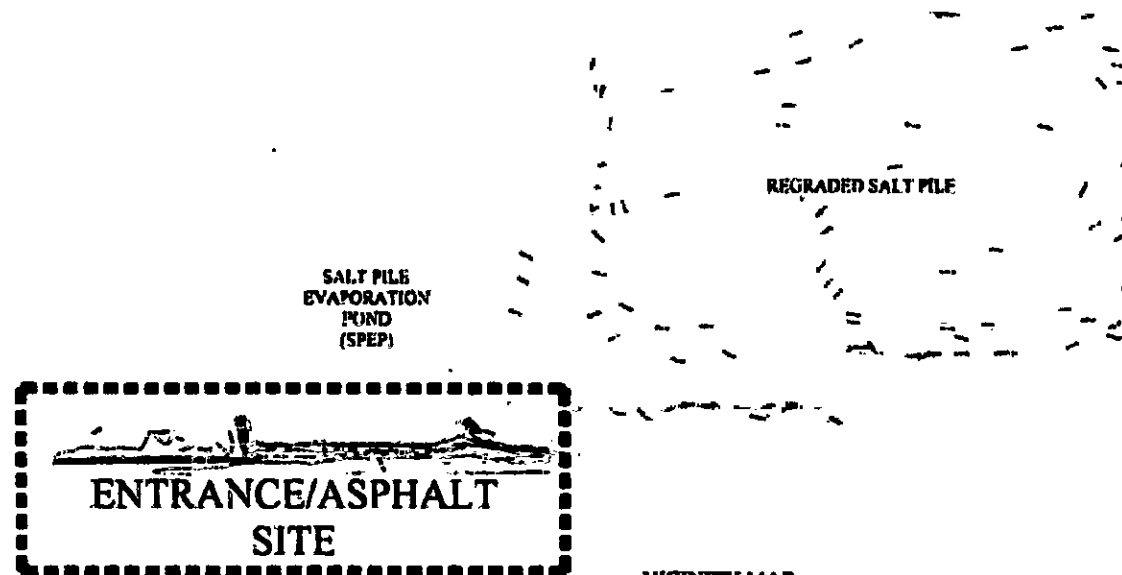 REGRADED SALT PILE
SALT PILE
EVAPORATION
POND
(SPEP)
ENTRANCE/ASPHALT
SITE